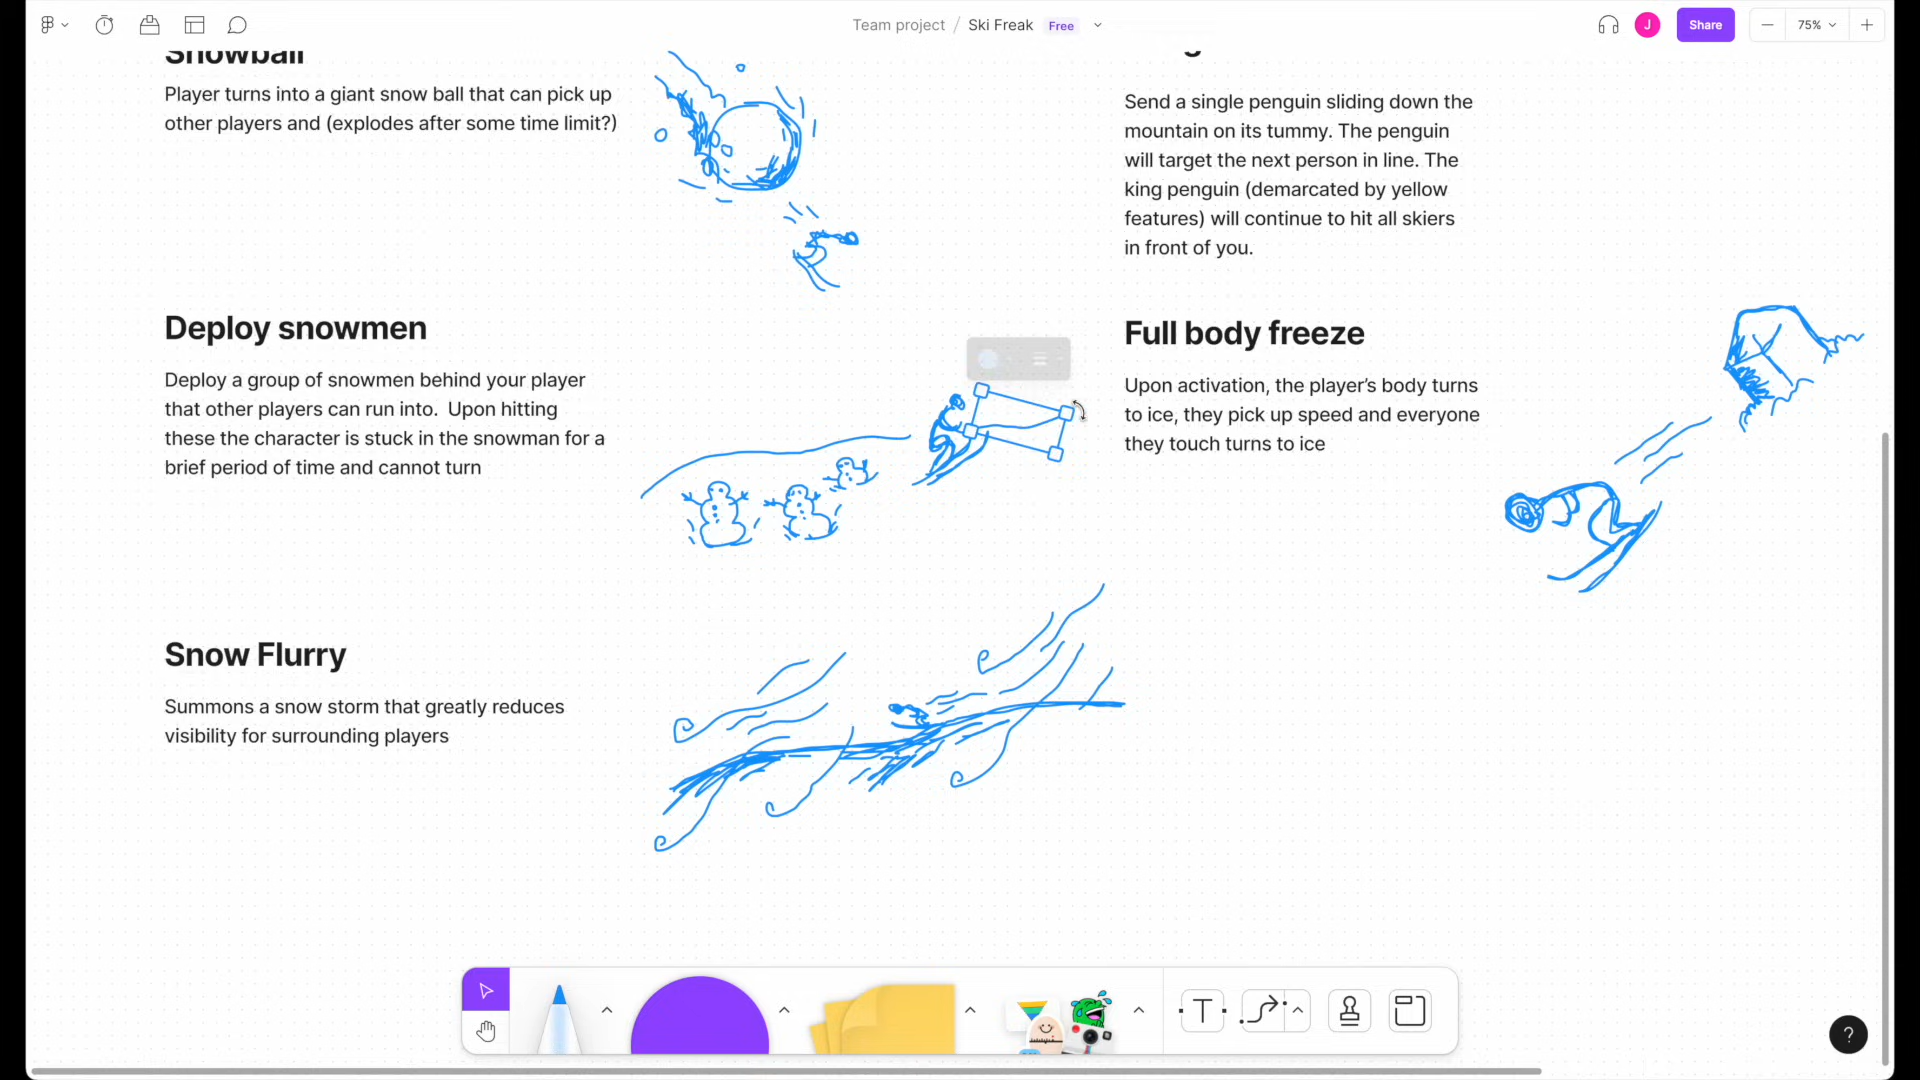 Team project / Ski Freak Free
J
Share
75%
Snowball
Player turns into a giant snow ball that can pick up
other players and (explodes after some time limit?)
Send a single penguin sliding down the
mountain on its tummy. The penguin
will target the next person in line. The
king penguin (demarcated by yellow
features) will continue to hit all skiers
in front of you.
Deploy snowmen
Deploy a group of snowmen behind your player
that other players can run into.  Upon hitting
these the character is stuck in the snowman for a
brief period of time and cannot turn
Full body freeze
Upon activation, the player’s body turns
to ice, they pick up speed and everyone
they touch turns to ice
Snow Flurry
Summons a snow storm that greatly reduces
visibility for surrounding players
T
?